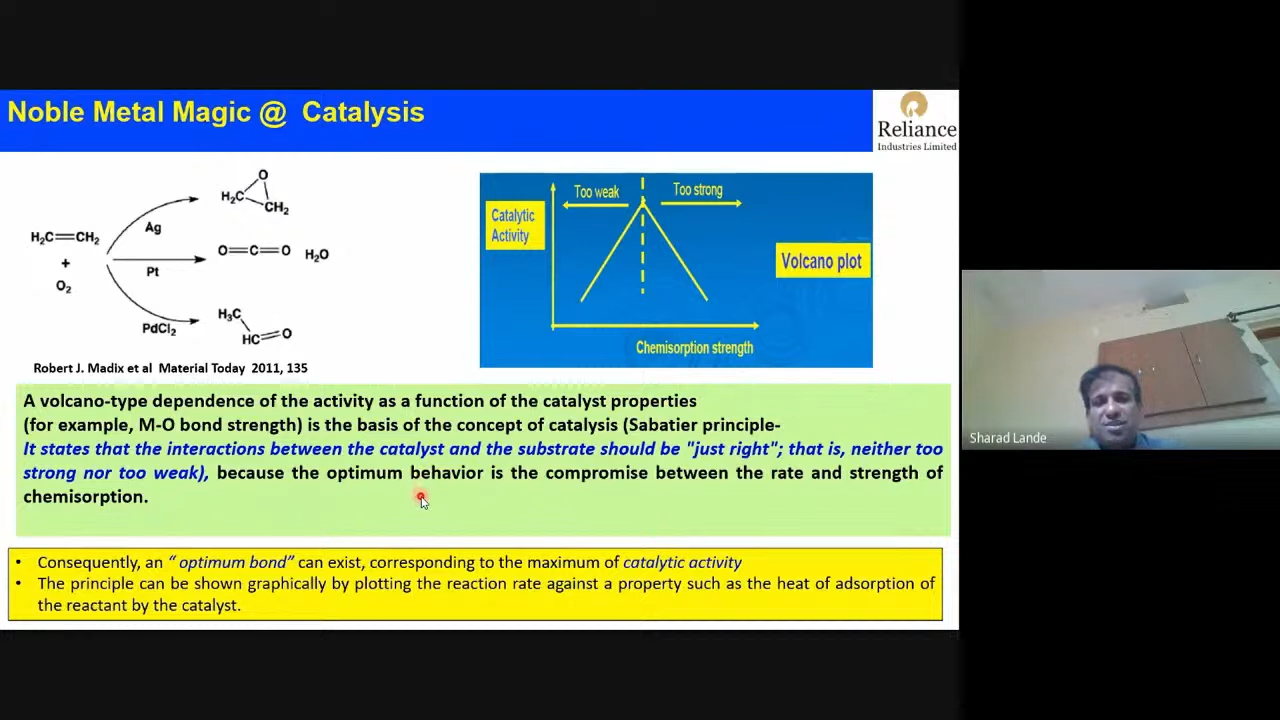 Noble Metal Magic @ Catalysis
Reliance
Industries Limited
H₂C=CH₂
+
O₂
Ag
Pt
PdCl₂
O
H₂C
CH₂
O=C=O H₂O
H₃C
HC=O
Robert J. Madix et al Material Today 2011, 135
Too weak
Too strong
Catalytic
Activity
Volcano plot
Chemisorption strength
A volcano-type dependence of the activity as a function of the catalyst properties
(for example, M-O bond strength) is the basis of the concept of catalysis (Sabatier principle-
It states that the interactions between the catalyst and the substrate should be "just right"; that is, neither too
strong nor too weak), because the optimum behavior is the compromise between the rate and strength of
chemisorption.
• Consequently, an “ optimum bond” can exist, corresponding to the maximum of catalytic activity
• The principle can be shown graphically by plotting the reaction rate against a property such as the heat of adsorption of
the reactant by the catalyst.
Sharad Lande